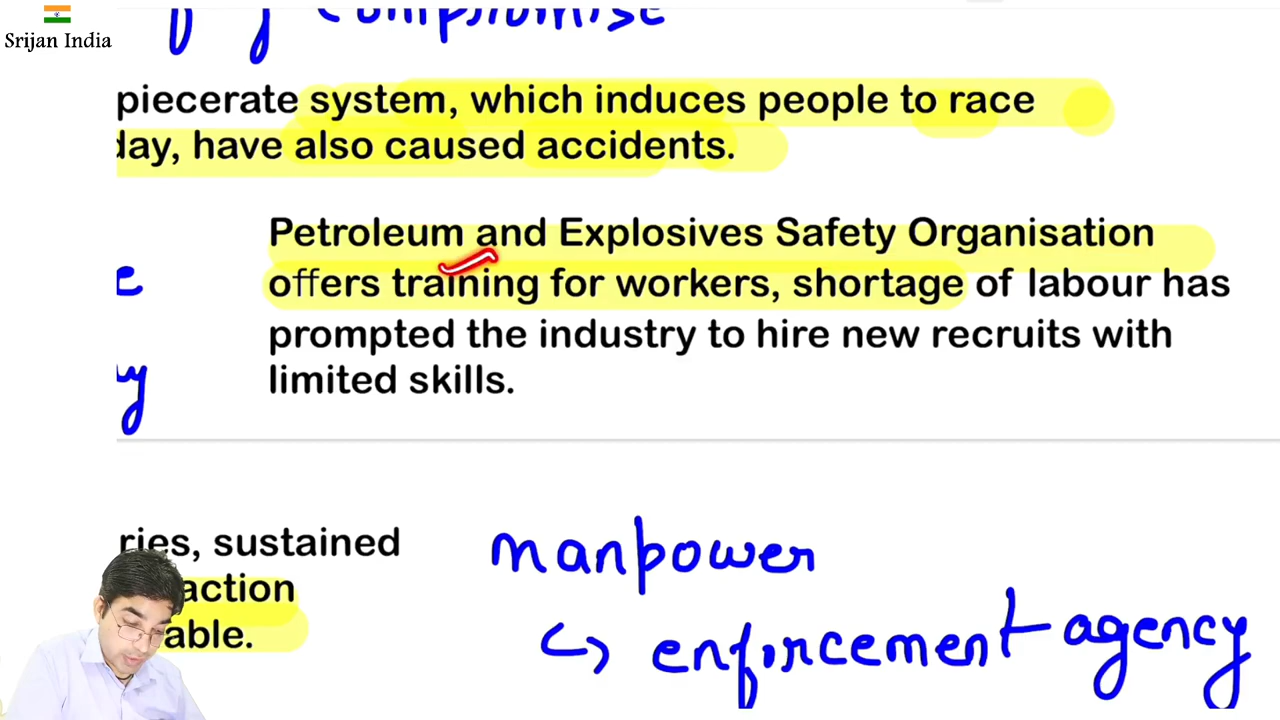 Srijan India
compromise
piecerate system, which induces people to race
day, have also caused accidents.
Petroleum and Explosives Safety Organisation
offers training for workers, shortage of labour has
prompted the industry to hire new recruits with
limited skills.
ries, sustained
action
able.
manpower
↪ enforcement agency